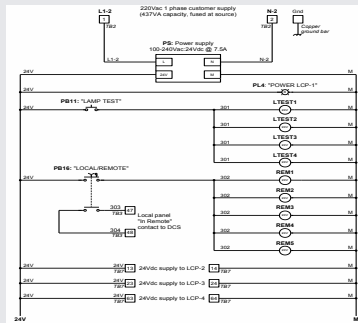 L1-2
220Vac 1 phase customer supply
(437VA capacity, fused at source)
N-2
Gnd
1
TB2
2
TB2
Copper
ground bar
PS: Power supply
100-240Vac:24Vdc @ 7.5A
L1-2
L
N
N-2
24V
M
24V
M
PL4: "POWER LCP-1"
24V
M
PB11: "LAMP TEST"
LTEST1
24V
301
M
LTEST2
301
M
LTEST3
301
M
LTEST4
301
M
PB16: "LOCAL/REMOTE"
REM1
24V
302
M
REM2
302
M
REM3
302
M
REM4
302
M
REM5
302
M
303
47
TB3
Local panel
"In Remote"
contact to DCS
304
48
TB3
24V
13
TB7
24Vdc supply to LCP-2
14
TB7
M
24V
23
TB7
24Vdc supply to LCP-3
24
TB7
M
24V
63
TB7
24Vdc supply to LCP-4
64
TB7
M
24V
M